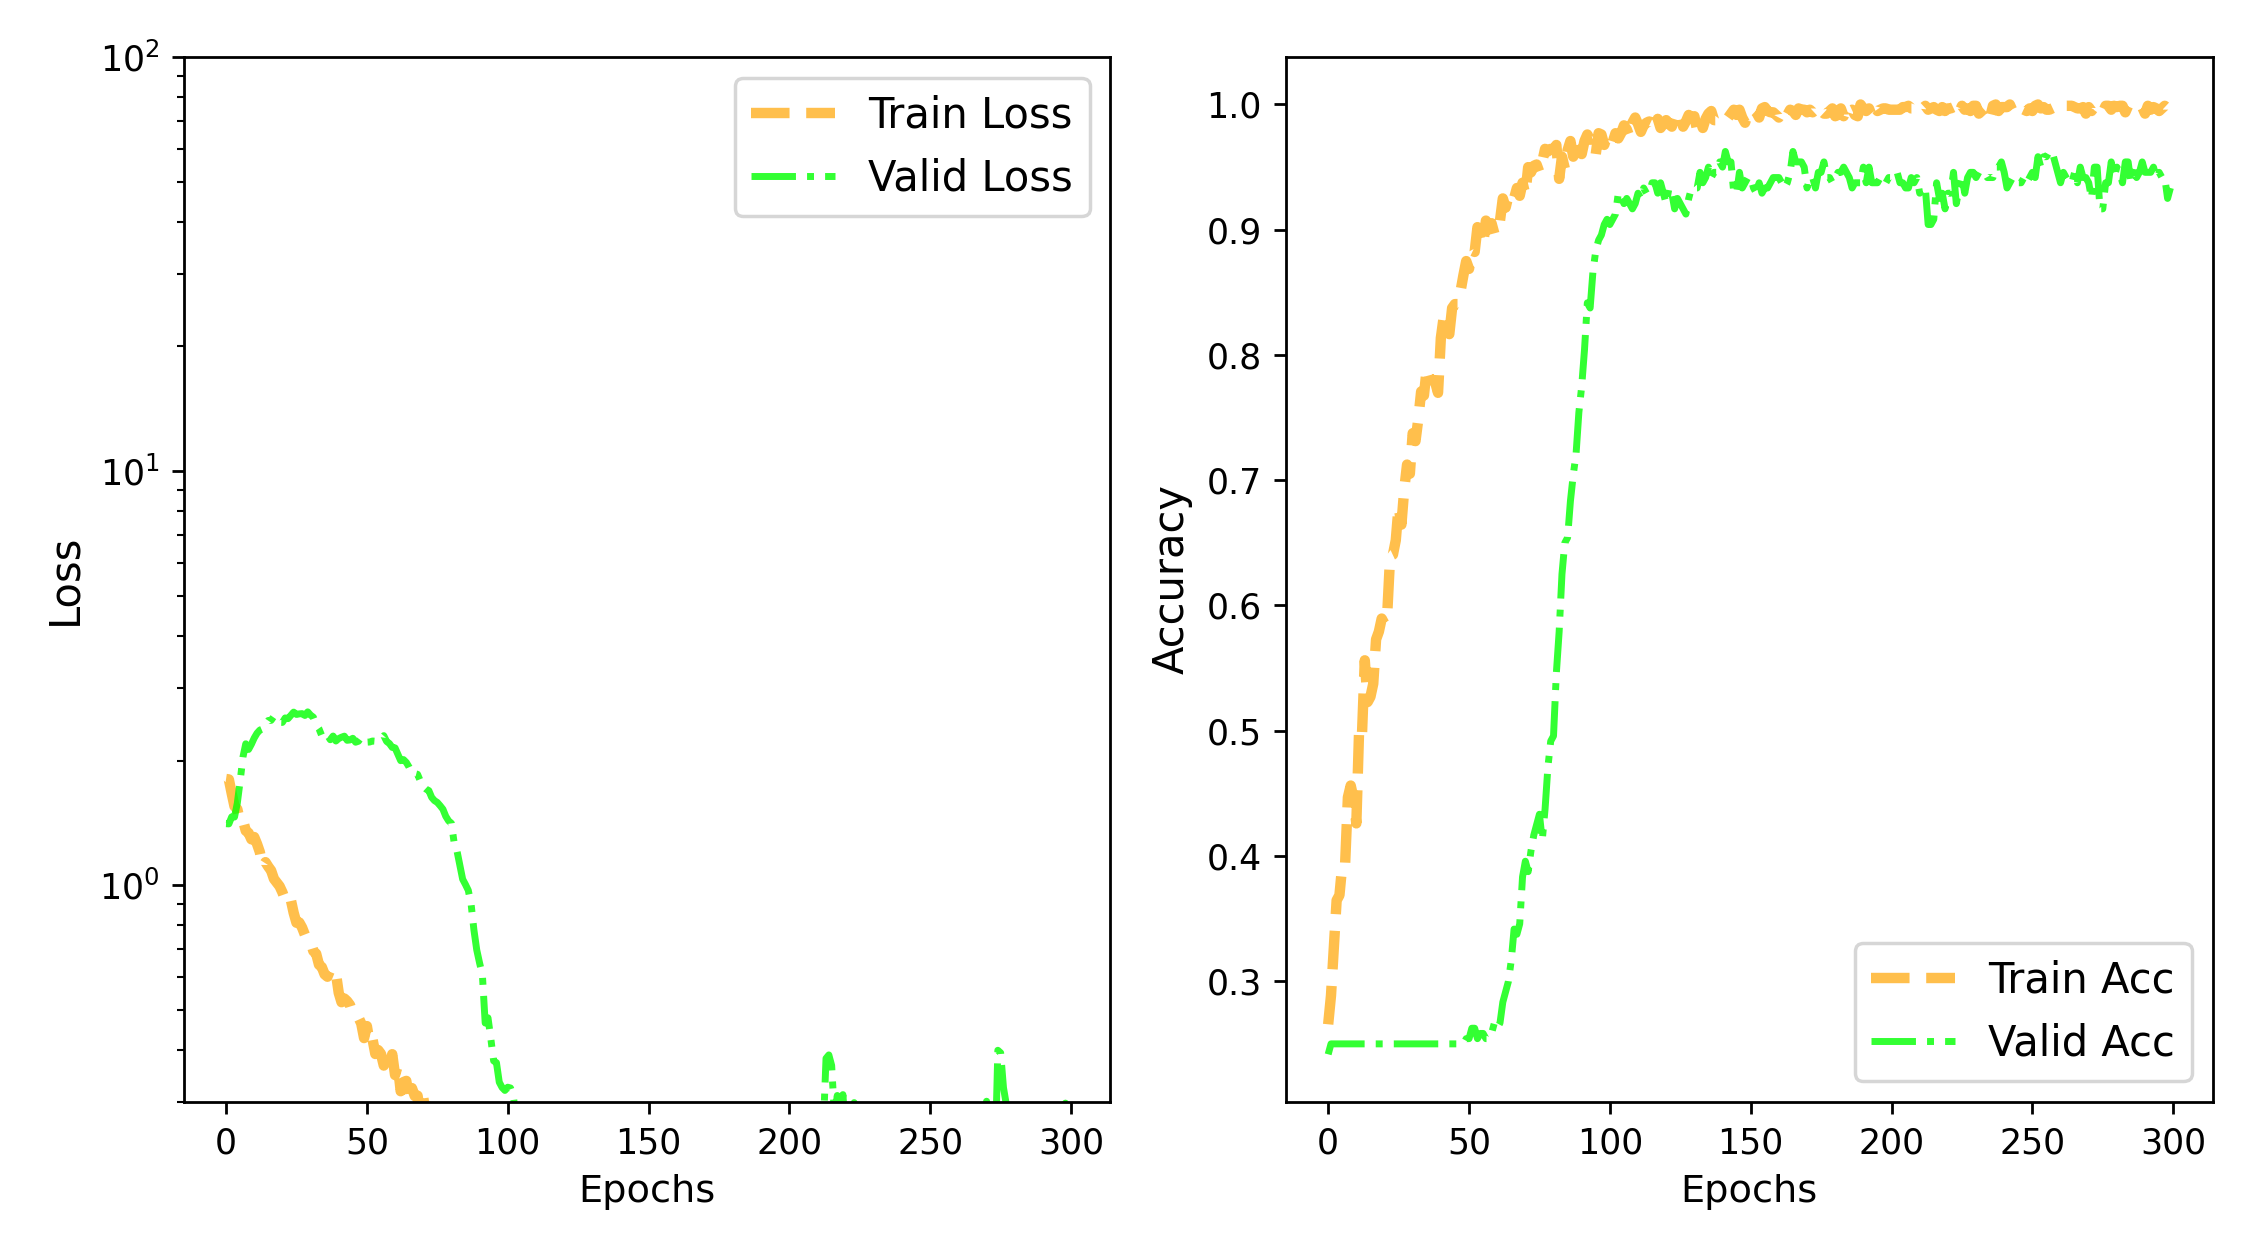 10²
10¹
10⁰
Loss
0 50 100 150 200 250 300
Epochs
Train Loss
Valid Loss
1.0
0.9
0.8
0.7
0.6
0.5
0.4
0.3
Accuracy
0 50 100 150 200 250 300
Epochs
Train Acc
Valid Acc